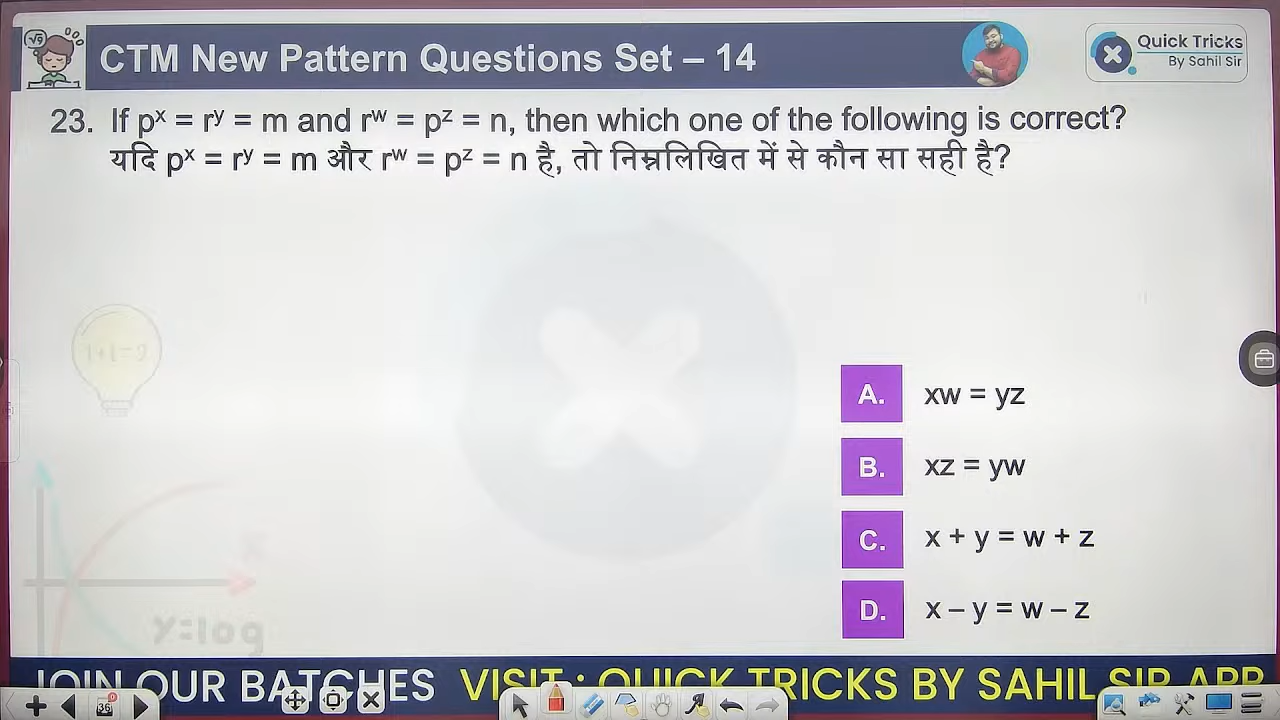 CTM New Pattern Questions Set – 14
Quick Tricks
By Sahil Sir
23. If pˣ = rʸ = m and rʷ = pᶻ = n, then which one of the following is correct?
यदि pˣ = rʸ = m और rʷ = pᶻ = n है, तो निम्नलिखित में से कौन सा सही है?
A. xw = yz
B. xz = yw
C. x + y = w + z
D. x – y = w – z
y=log
JOIN OUR BATCHES VISIT : QUICK TRICKS BY SAHIL SIR APP
36